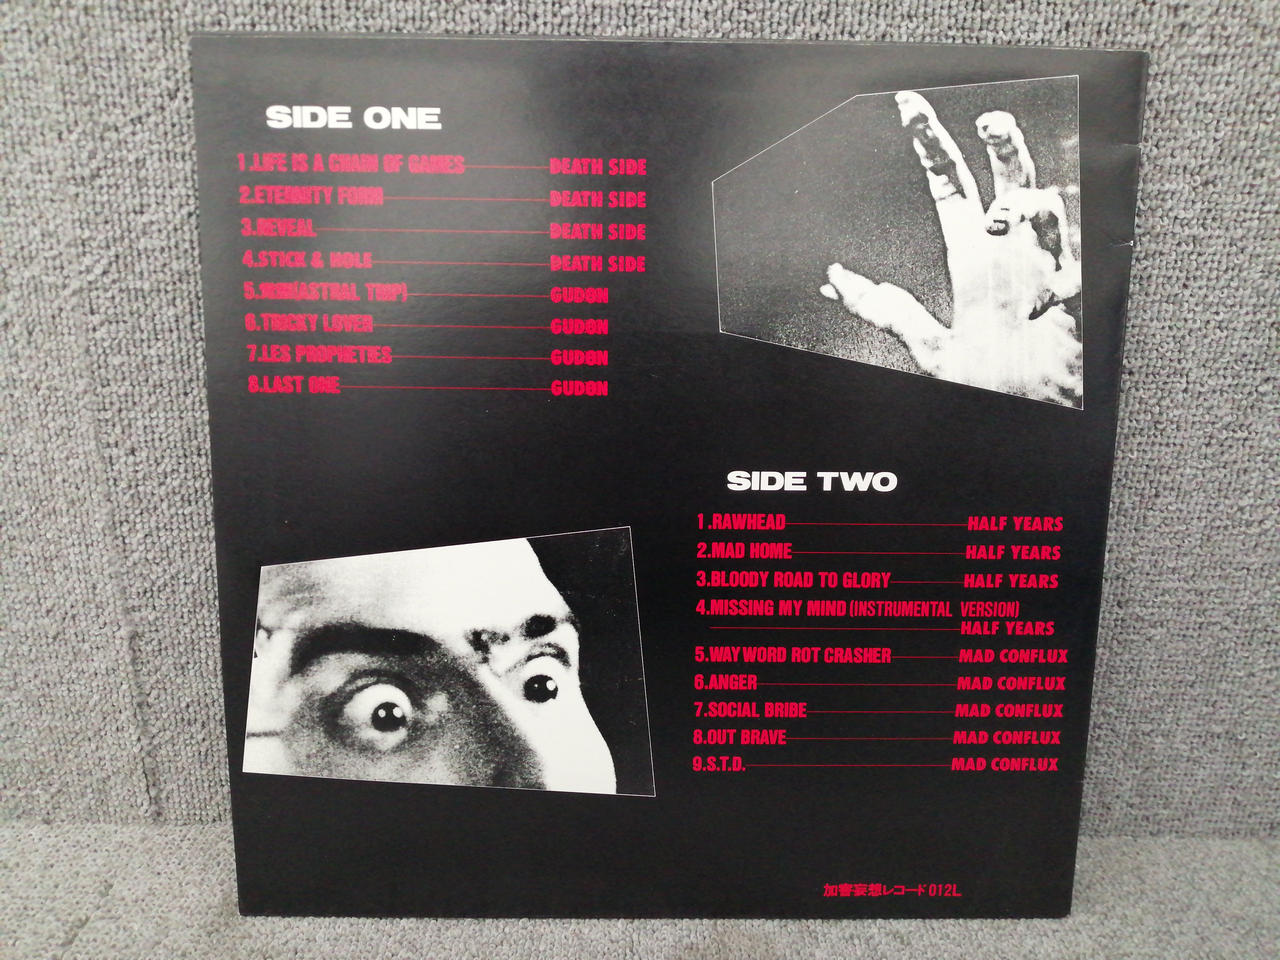 SIDE ONE
1.LIFE IS A CHAIN OF GAMES DEATH SIDE
2.ETERNITY FORM DEATH SIDE
3.REVEAL DEATH SIDE
4.STICK & HOLE DEATH SIDE
5. (ASTRAL TRIP) GUDON
6.TRICKY LOVER GUDON
7.LES PROPHETIES GUDON
8.LAST ONE GUDON
SIDE TWO
1.RAWHEAD HALF YEARS
2.MAD HOME HALF YEARS
3.BLOODY ROAD TO GLORY HALF YEARS
4.MISSING MY MIND (INSTRUMENTAL VERSION)
HALF YEARS
5.WAY WORD ROT CRASHER MAD CONFLUX
6.ANGER MAD CONFLUX
7.SOCIAL BRIBE MAD CONFLUX
8.OUT BRAVE MAD CONFLUX
9.S.T.D. MAD CONFLUX
加害妄想レコード012L